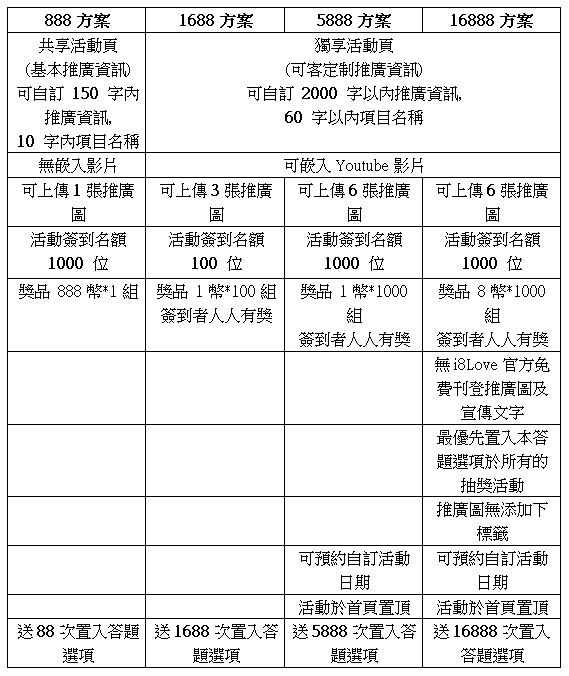 888 方案 1688 方案 5888 方案 16888 方案
共享活動頁
(基本推廣資訊)
可自訂 150 字內
推廣資訊,
10 字內項目名稱
獨享活動頁
(可客定制推廣資訊)
可自訂 2000 字以內推廣資訊,
60 字以內項目名稱
無嵌入影片 可嵌入 Youtube 影片
可上傳 1 張推廣
圖
可上傳 3 張推廣
圖
可上傳 6 張推廣
圖
可上傳 6 張推廣
圖
活動簽到名額
1000 位
活動簽到名額
100 位
活動簽到名額
1000 位
活動簽到名額
1000 位
獎品 888 幣*1 組
獎品 1 幣*100 組
簽到者人人有獎
獎品 1 幣*1000
組
簽到者人人有獎
獎品 8 幣*1000
組
簽到者人人有獎
無 i8Love 官方免
費刊登推廣圖及
宣傳文字
最優先置入本答
題選項於所有的
抽獎活動
推廣圖無添加下
標籤
可預約自訂活動
日期
可預約自訂活動
日期
活動於首頁置頂 活動於首頁置頂
送 88 次置入答題
選項
送 1688 次置入答
題選項
送 5888 次置入答
題選項
送 16888 次置入
答題選項